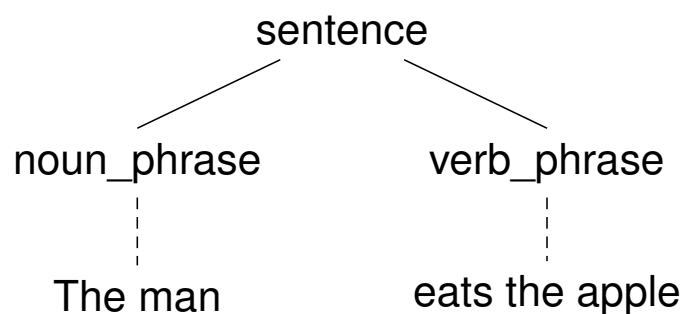 sentence
noun_phrase verb_phrase
The man eats the apple